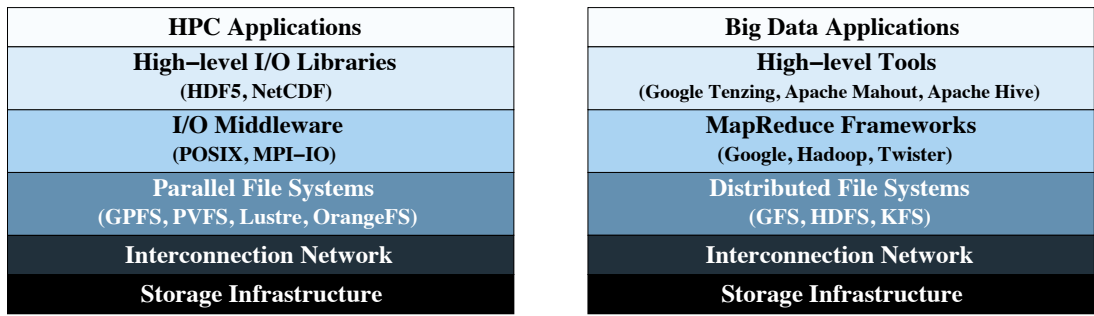 HPC Applications
High−level I/O Libraries
(HDF5, NetCDF)
I/O Middleware
(POSIX, MPI−IO)
Parallel File Systems
(GPFS, PVFS, Lustre, OrangeFS)
Interconnection Network
Storage Infrastructure
Big Data Applications
High−level Tools
(Google Tenzing, Apache Mahout, Apache Hive)
MapReduce Frameworks
(Google, Hadoop, Twister)
Distributed File Systems
(GFS, HDFS, KFS)
Interconnection Network
Storage Infrastructure